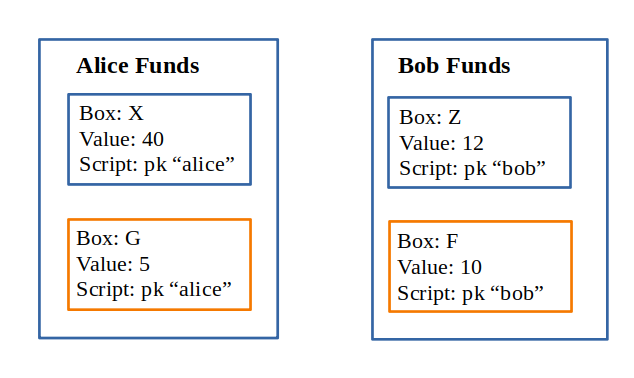 Alice Funds
Box: X
Value: 40
Script: pk “alice”
Box: G
Value: 5
Script: pk “alice”
Bob Funds
Box: Z
Value: 12
Script: pk “bob”
Box: F
Value: 10
Script: pk “bob”